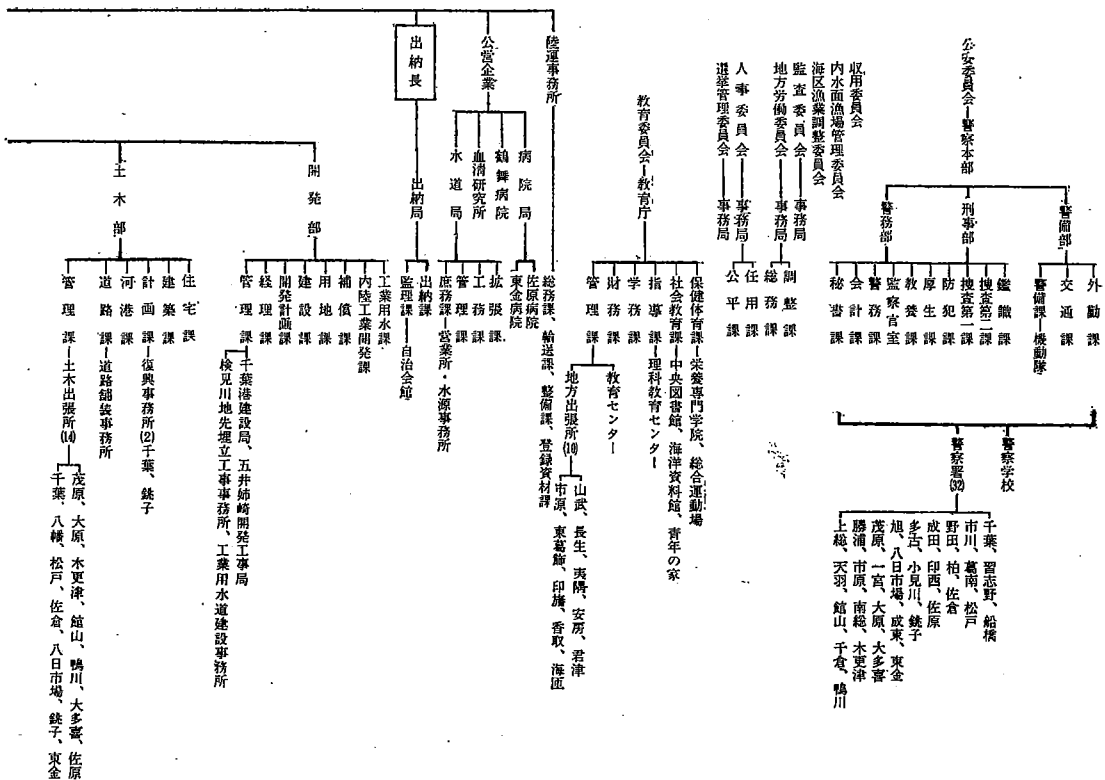 公安委員会―警察本部
警備部
外勤課
交通課
警備課―機動隊
刑事部
鑑識課
捜査第二課
捜査第一課
防犯課
警務部
教養課
厚生課
監察官室
警務課
会計課
秘書課
警察学校
警察署(32)
千葉、習志野、船橋
市川、葛南、松戸
野田、柏、佐倉
成田、印西、佐原
多古、小見川、銚子
旭、八日市場、成東、東金
茂原、一宮、大原、大多喜
勝浦、市原、南総、木更津
上総、天羽、館山、千倉、鴨川
収用委員会
内水面漁場管理委員会
海区漁業調整委員会
監査委員会―事務局
地方労働委員会―事務局
調整課
総務課
人事委員会―事務局
任用課
公平課
選挙管理委員会―事務局
教育委員会―教育庁
保健体育課―栄養専門学院、総合運動場
社会教育課―中央図書館、海洋資料館、青年の家
指導課―理科教育センター
学務課
財務課
管理課
教育センター
地方出張所(10)
山武、長生、夷隅、安房、君津
市原、東葛飾、印旛、香取、海匝
陸運事務所
総務課、輸送課、整備課、登録資材課
公営企業
病院局
佐原病院
東金病院
鶴舞病院
血清研究所
水道局
拡張課
工務課
管理課
庶務課―営業所・水源事務所
出納長
出納局
出納課
監理課―自治会館
開発部
工業用水課
内陸工業開発課
補償課
用地課
建設課
開発計画課
経理課
管理課
千葉港建設局、五井姉崎開発工事局
検見川地先埋立工事事務所、工業用水道建設事務所
土木部
住宅課
建築課
計画課―復興事務所(2)千葉、銚子
河港課
道路課―道路舗装事務所
管理課―土木出張所(14)
茂原、大原、木更津、館山、鴨川、大多喜、佐原
千葉、八幡、松戸、佐倉、八日市場、銚子、東金